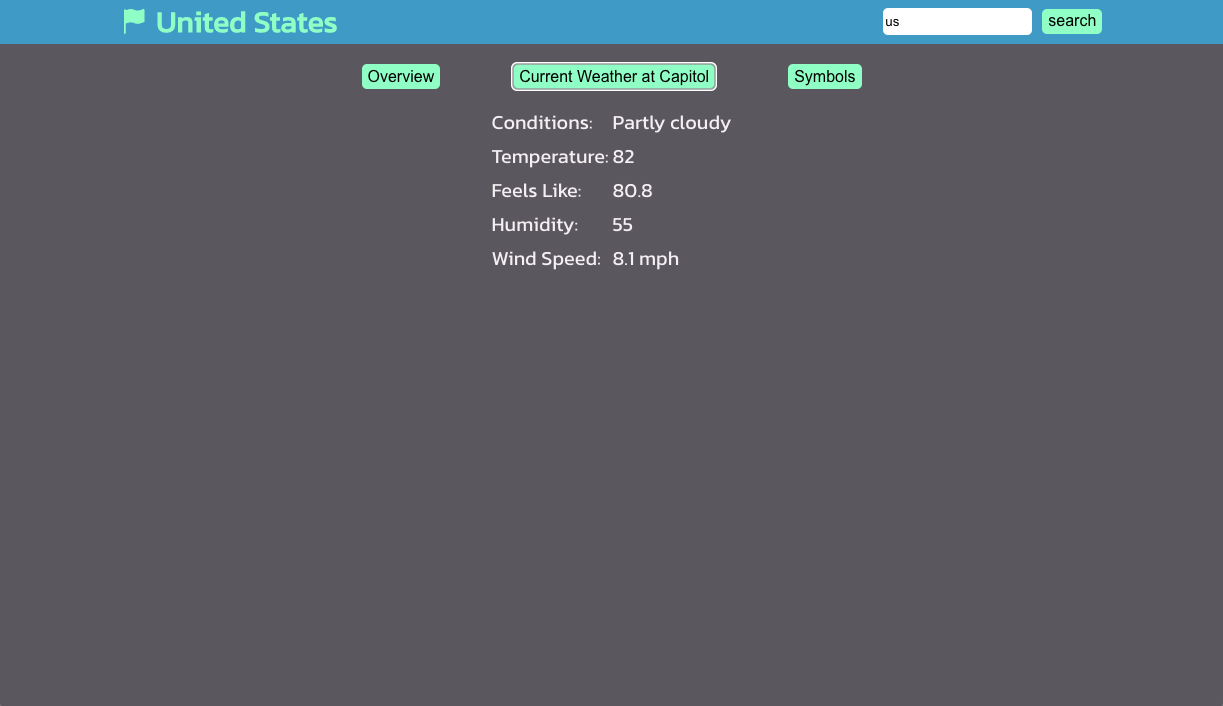 United States
us
search
Overview
Current Weather at Capitol
Symbols
Conditions: Partly cloudy
Temperature: 82
Feels Like: 80.8
Humidity: 55
Wind Speed: 8.1 mph